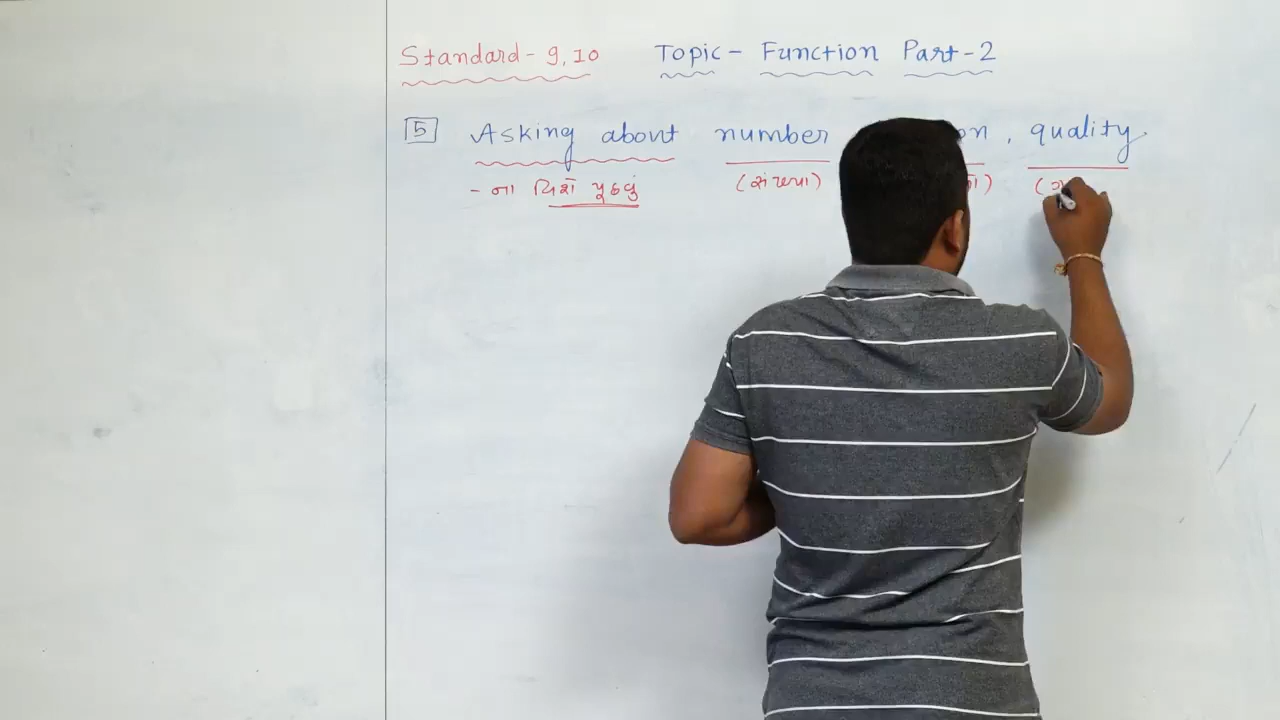 Standard - 9, 10 Topic - Function Part - 2
5 Asking about number , quality
- ના વિશે પૂછવું (સંખ્યા)